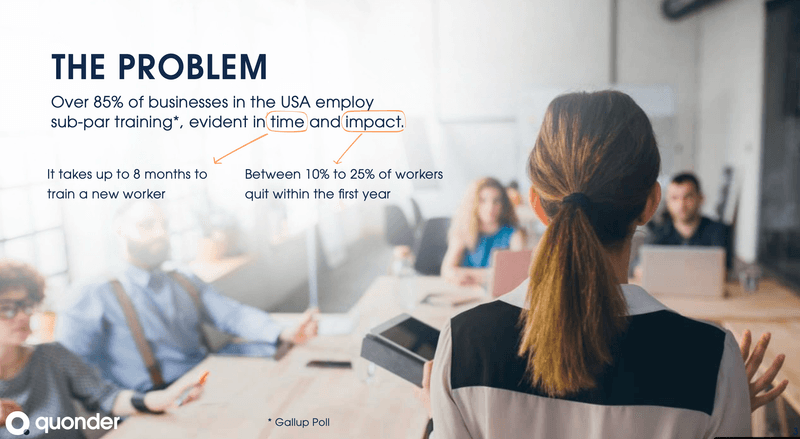 THE PROBLEM
Over 85% of businesses in the USA employ
sub-par training*, evident in time and impact.
It takes up to 8 months to
train a new worker
Between 10% to 25% of workers
quit within the first year
quonder
* Gallup Poll